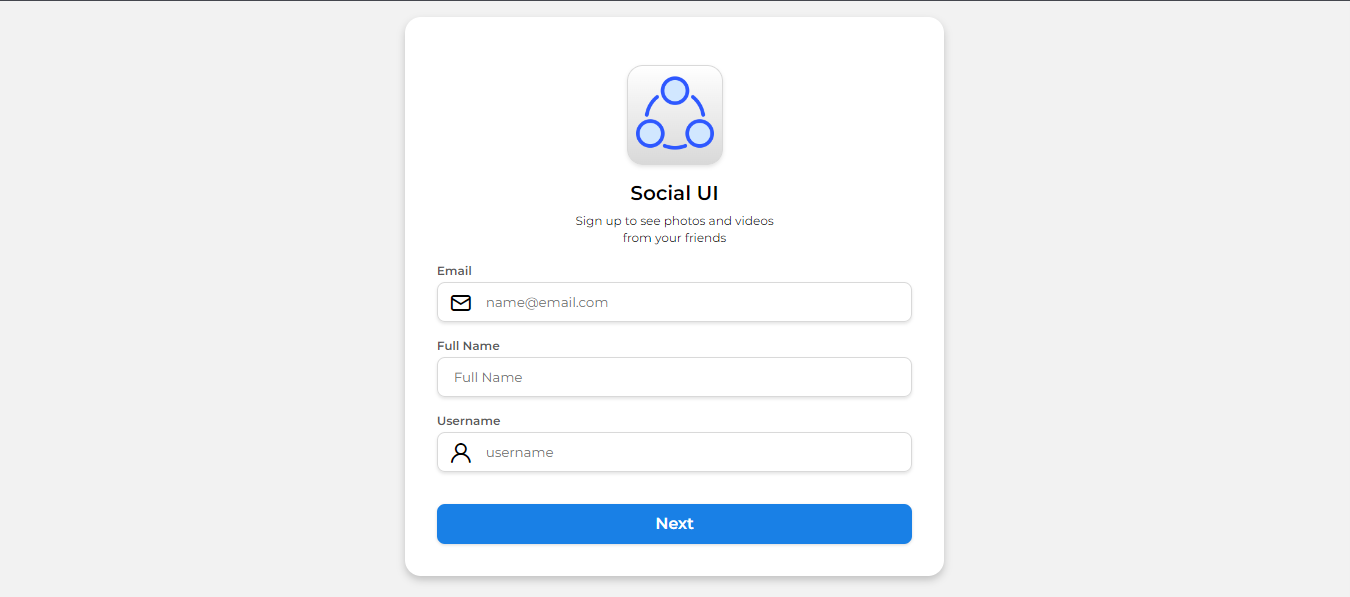 Social UI
Sign up to see photos and videos
from your friends
Email
name@email.com
Full Name
Full Name
Username
username
Next